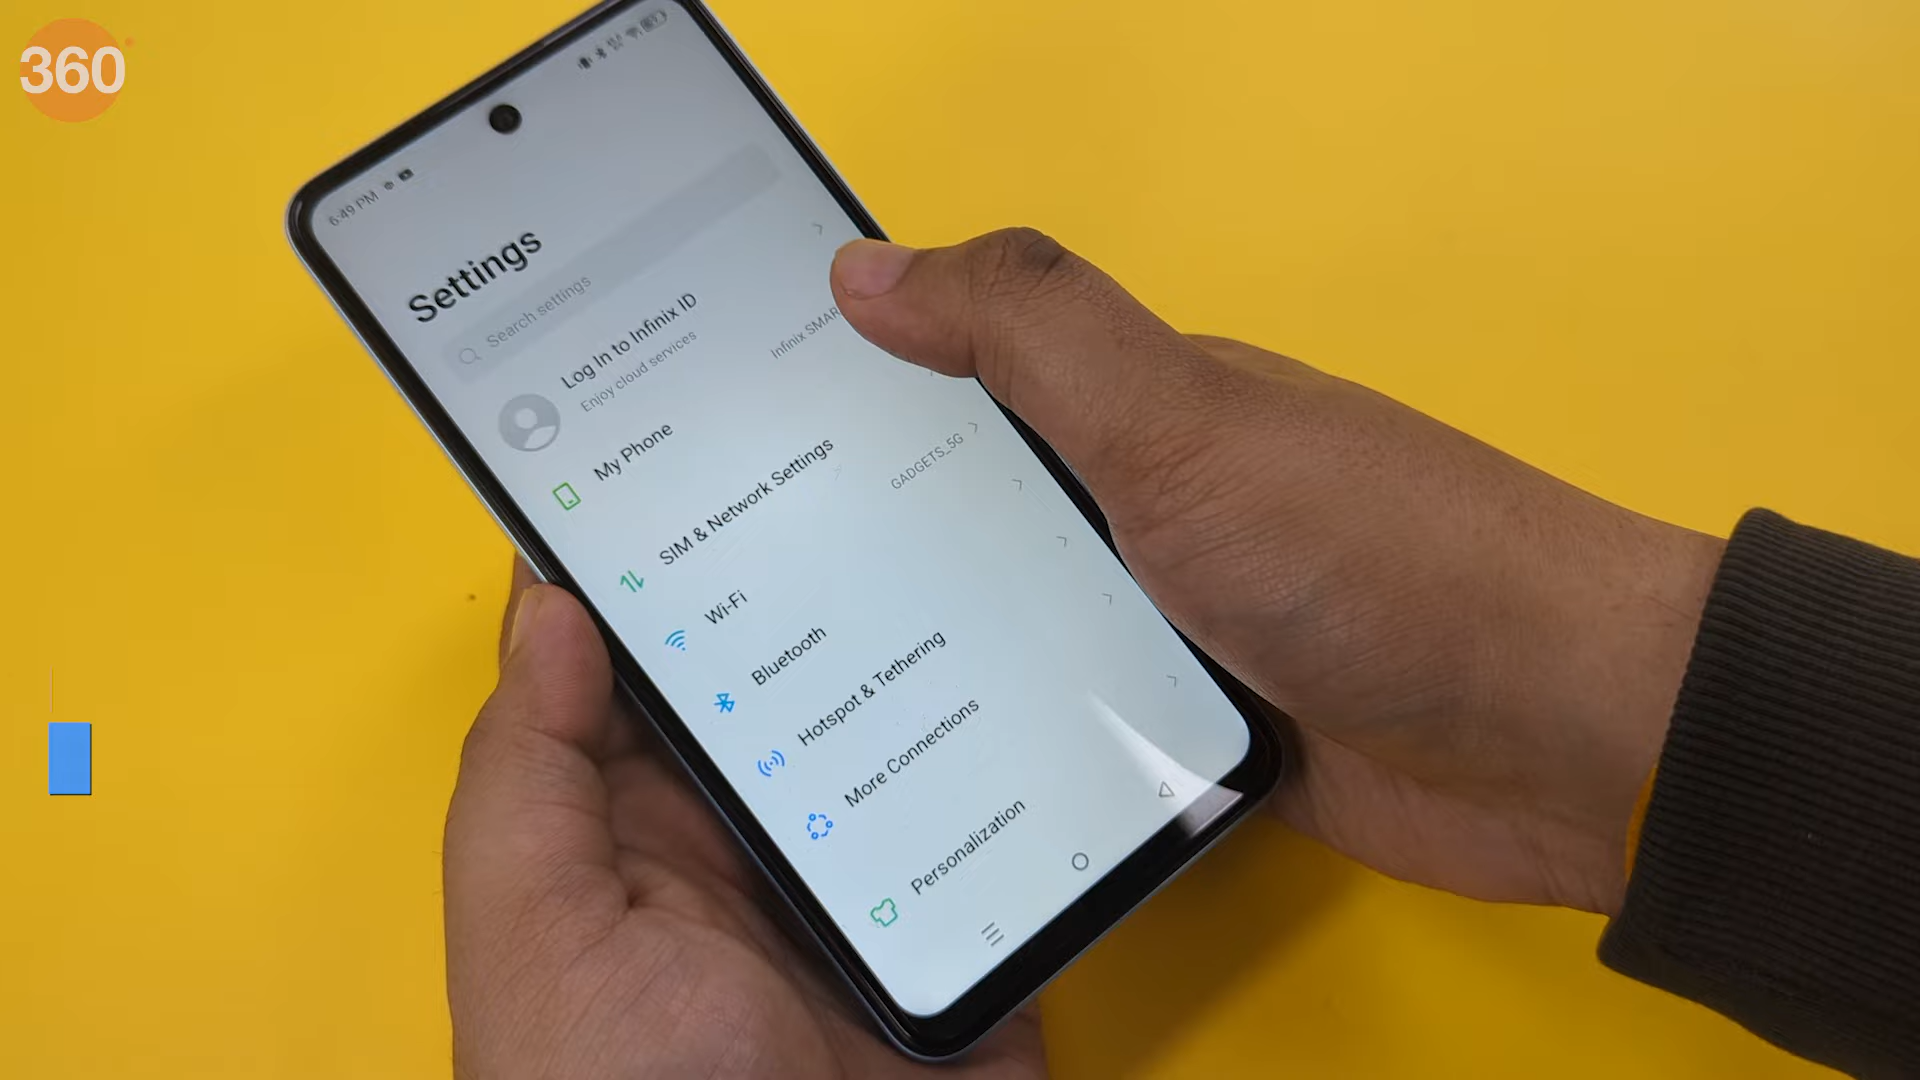 360
6:49 PM
Settings
Search settings
Log In to Infinix ID
Enjoy cloud services
My Phone
Infinix SMAR
SIM & Network Settings
Wi-Fi
GADGETS_5G
Bluetooth
Hotspot & Tethering
More Connections
Personalization